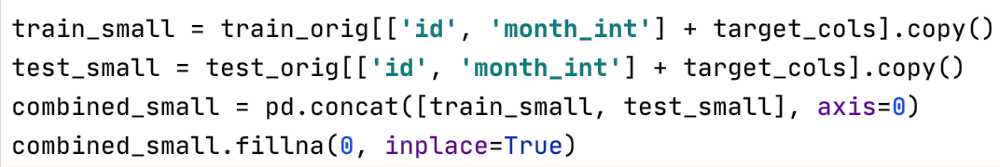 train_small = train_orig[['id', 'month_int'] + target_cols].copy()
test_small = test_orig[['id', 'month_int'] + target_cols].copy()
combined_small = pd.concat([train_small, test_small], axis=0)
combined_small.fillna(0, inplace=True)